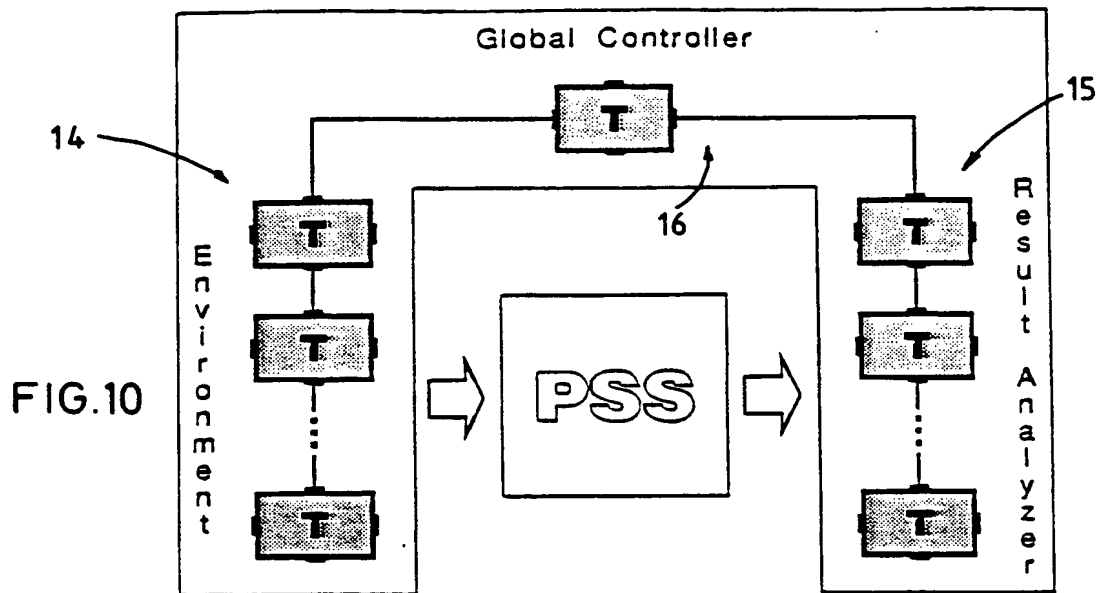 Global Controller
T
14
15
16
T
T
T
T
T
T
Environment
Result Analyzer
PSS
FIG.10